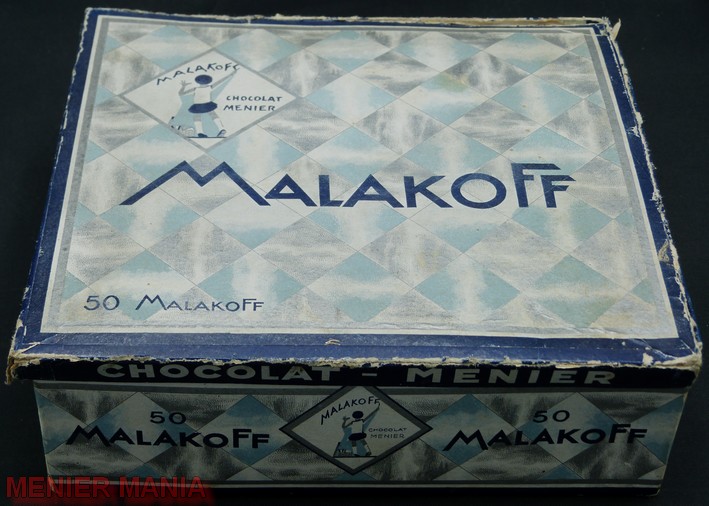 MALAKOFF
CHOCOLAT
MENIER
MALAKOFF
50 MALAKOFF
CHOCOLAT - MENIER
50
MALAKOFF
MALAKOFF
CHOCOLAT
MENIER
50
MALAKOFF
MENIER MANIA